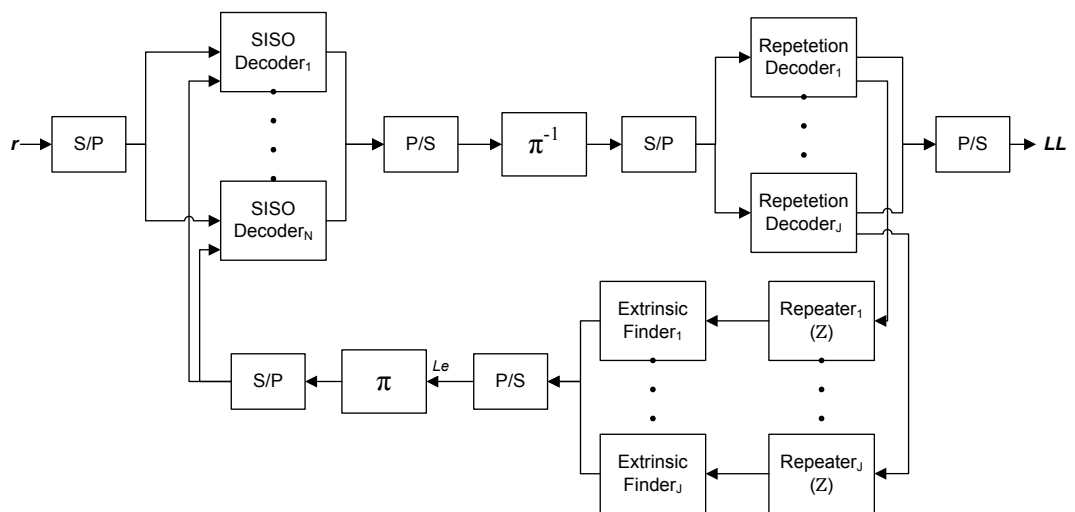 SISO
Decoder₁
Repetetion
Decoder₁
r
S/P
P/S
π⁻¹
S/P
P/S
LL
SISO
Decoder_N
Repetetion
Decoder_J
Extrinsic
Finder₁
Repeater₁
(Z)
S/P
π
Le
P/S
Extrinsic
Finder_J
Repeater_J
(Z)